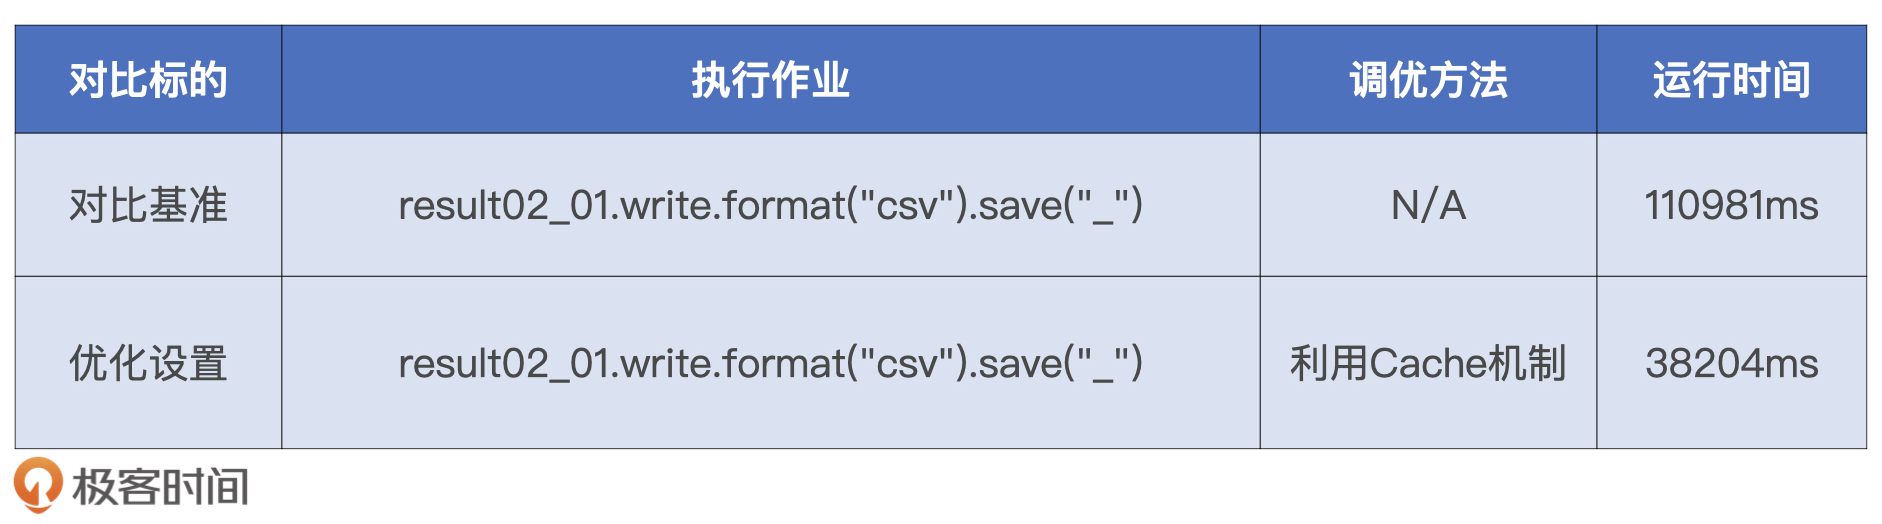 对比标的 执行作业 调优方法 运行时间
对比基准 result02_01.write.format("csv").save("_") N/A 110981ms
优化设置 result02_01.write.format("csv").save("_") 利用Cache机制 38204ms
极客时间